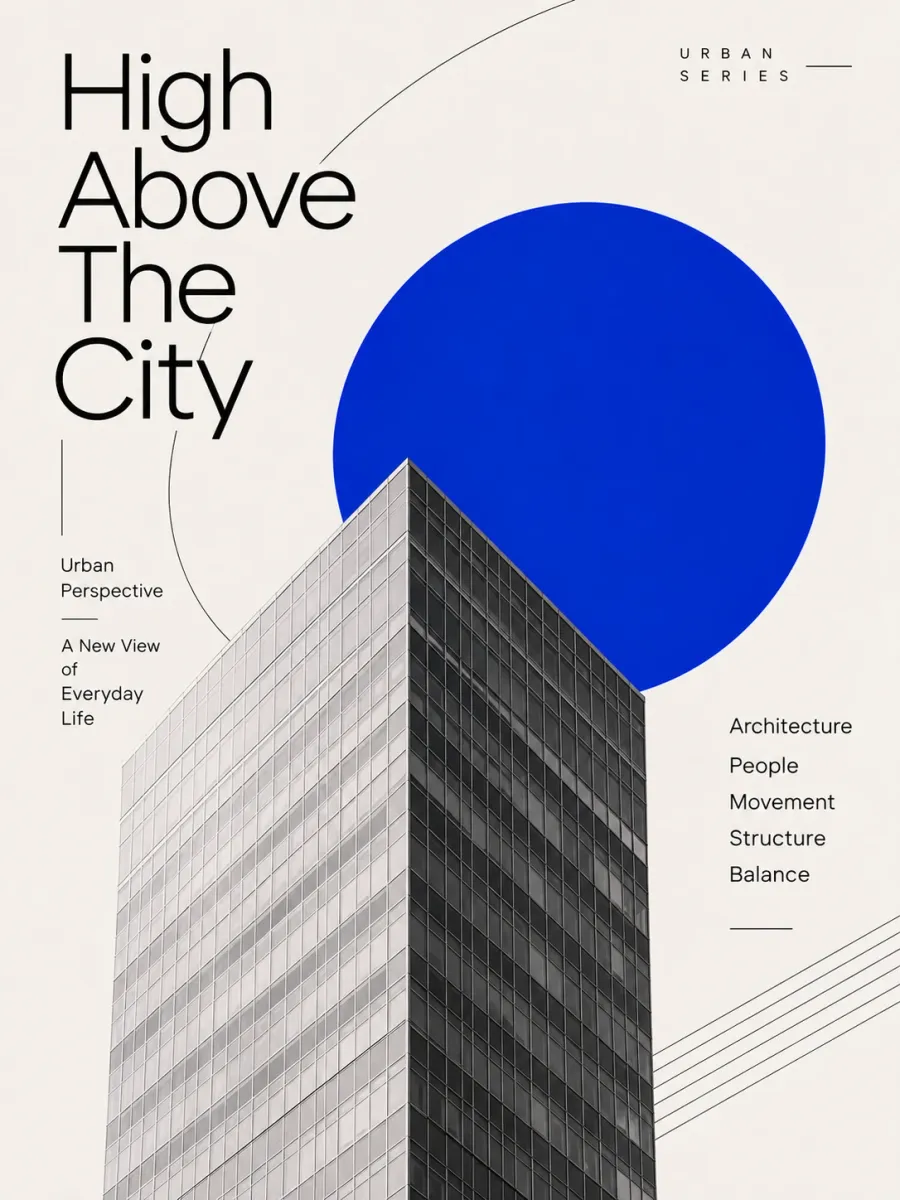 High
Above
The
City
URBAN
SERIES
Urban
Perspective
A New View
of
Everyday
Life
Architecture
People
Movement
Structure
Balance